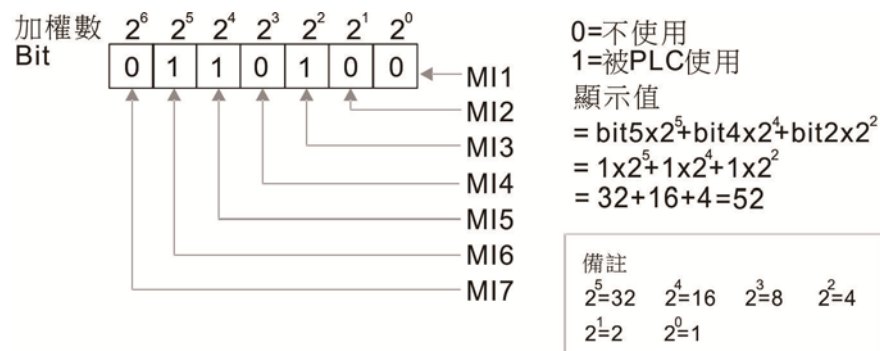 加權數 2⁶ 2⁵ 2⁴ 2³ 2² 2¹ 2⁰
Bit 0 1 1 0 1 0 0
MI1
MI2
MI3
MI4
MI5
MI6
MI7
0=不使用
1=被PLC使用
顯示值
= bit5x2⁵+bit4x2⁴+bit2x2²
= 1x2⁵+1x2⁴+1x2²
= 32+16+4=52
備註
2⁵=32 2⁴=16 2³=8 2²=4
2¹=2 2⁰=1